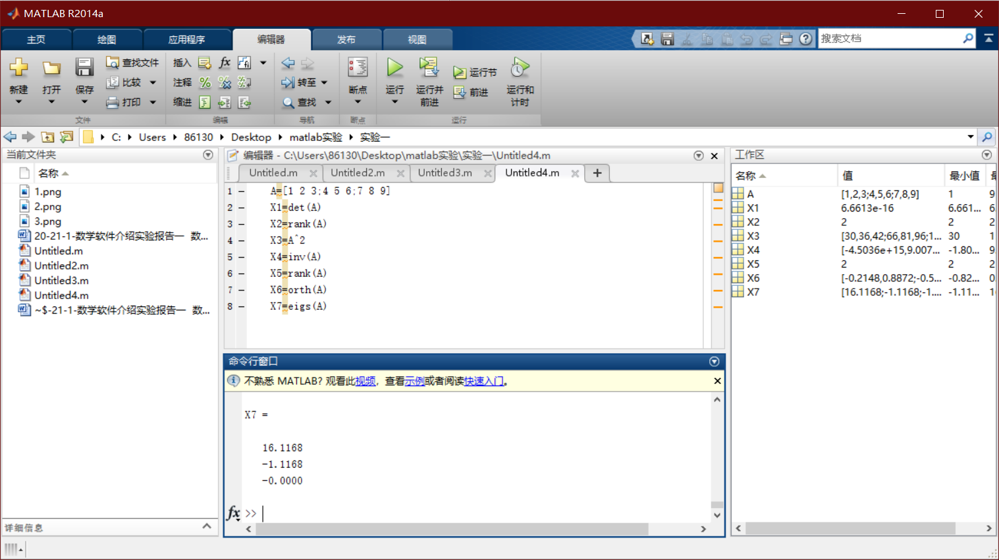 MATLAB R2014a
主页 绘图 应用程序 编辑器 发布 视图
搜索文档
新建 打开 保存 查找文件 比较 打印
文件
插入 fx fi
注释 %
缩进
编辑
转至
查找
导航
断点
断点
运行 运行并前进 运行节 前进 运行和计时
运行
C: Users 86130 Desktop matlab实验 实验一
当前文件夹
名称
1.png
2.png
3.png
20-21-1-数学软件介绍实验报告一 数...
Untitled.m
Untitled2.m
Untitled3.m
Untitled4.m
~$-21-1-数学软件介绍实验报告一 数...
详细信息
编辑器 - C:\Users\86130\Desktop\matlab实验\实验一\Untitled4.m
Untitled.m Untitled2.m Untitled3.m Untitled4.m
1 – A=[1 2 3;4 5 6;7 8 9]
2 – X1=det(A)
3 – X2=rank(A)
4 – X3=A^2
5 – X4=inv(A)
6 – X5=rank(A)
7 – X6=orth(A)
8 – X7=eigs(A)
命令行窗口
不熟悉 MATLAB? 观看此视频，查看示例或者阅读快速入门。
X7 =
16.1168
-1.1168
-0.0000
fx >>
工作区
名称 值 最小值
A [1,2,3;4,5,6;7,8,9] 1 9
X1 6.6613e-16 6.661... 6
X2 2 2 2
X3 [30,36,42;66,81,96;1... 30 1
X4 [-4.5036e+15,9.007... -1.80... 9
X5 2 2 2
X6 [-0.2148,0.8872;-0.5... -0.82... 0
X7 [16.1168;-1.1168;-1.... -1.11... 1